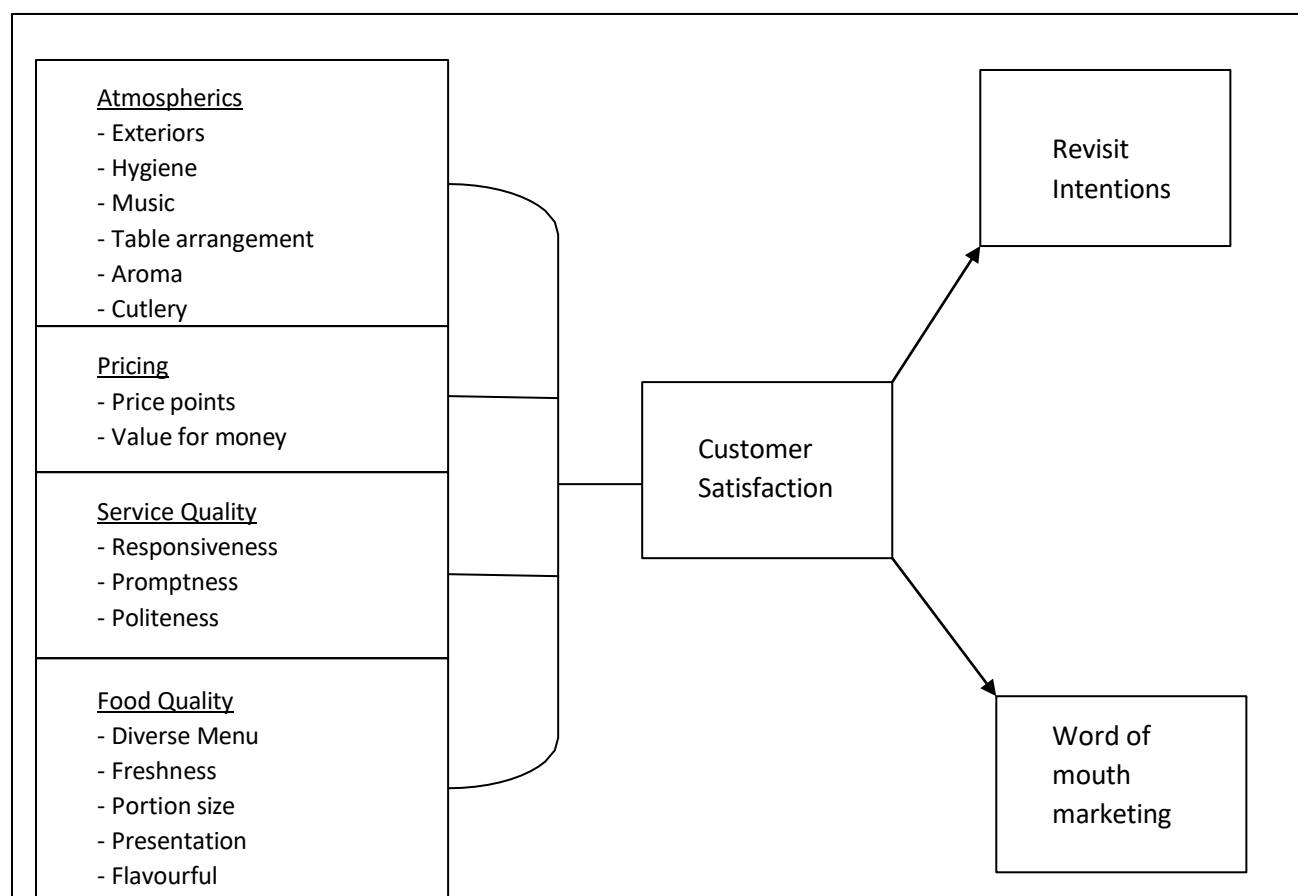 Atmospherics
- Exteriors
- Hygiene
- Music
- Table arrangement
- Aroma
- Cutlery
Pricing
- Price points
- Value for money
Service Quality
- Responsiveness
- Promptness
- Politeness
Food Quality
- Diverse Menu
- Freshness
- Portion size
- Presentation
- Flavourful
Customer
Satisfaction
Revisit
Intentions
Word of
mouth
marketing